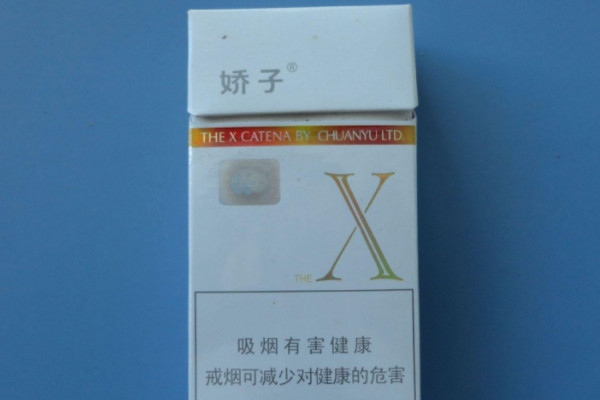 娇子®
THE X CATENA BY CHUANYU LTD.
THE X
吸烟有害健康
戒烟可减少对健康的危害